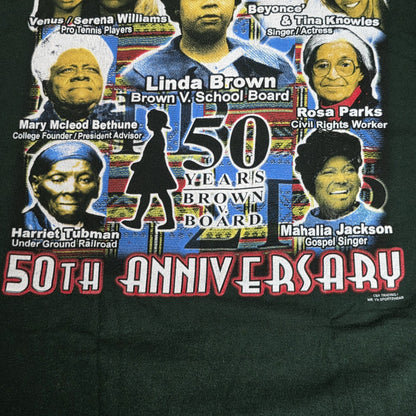 Venus / Serena Williams
Pro Tennis Players
Beyonce'
& Tina Knowles
Singer / Actress
Linda Brown
Brown V. School Board
Mary Mcleod Bethune
College Founder / President Advisor
Rosa Parks
Civil Rights Worker
50
YEARS
BROWN
BOARD
Harriet Tubman
Under Ground Railroad
Mahalia Jackson
Gospel Singer
50TH ANNIVERSARY